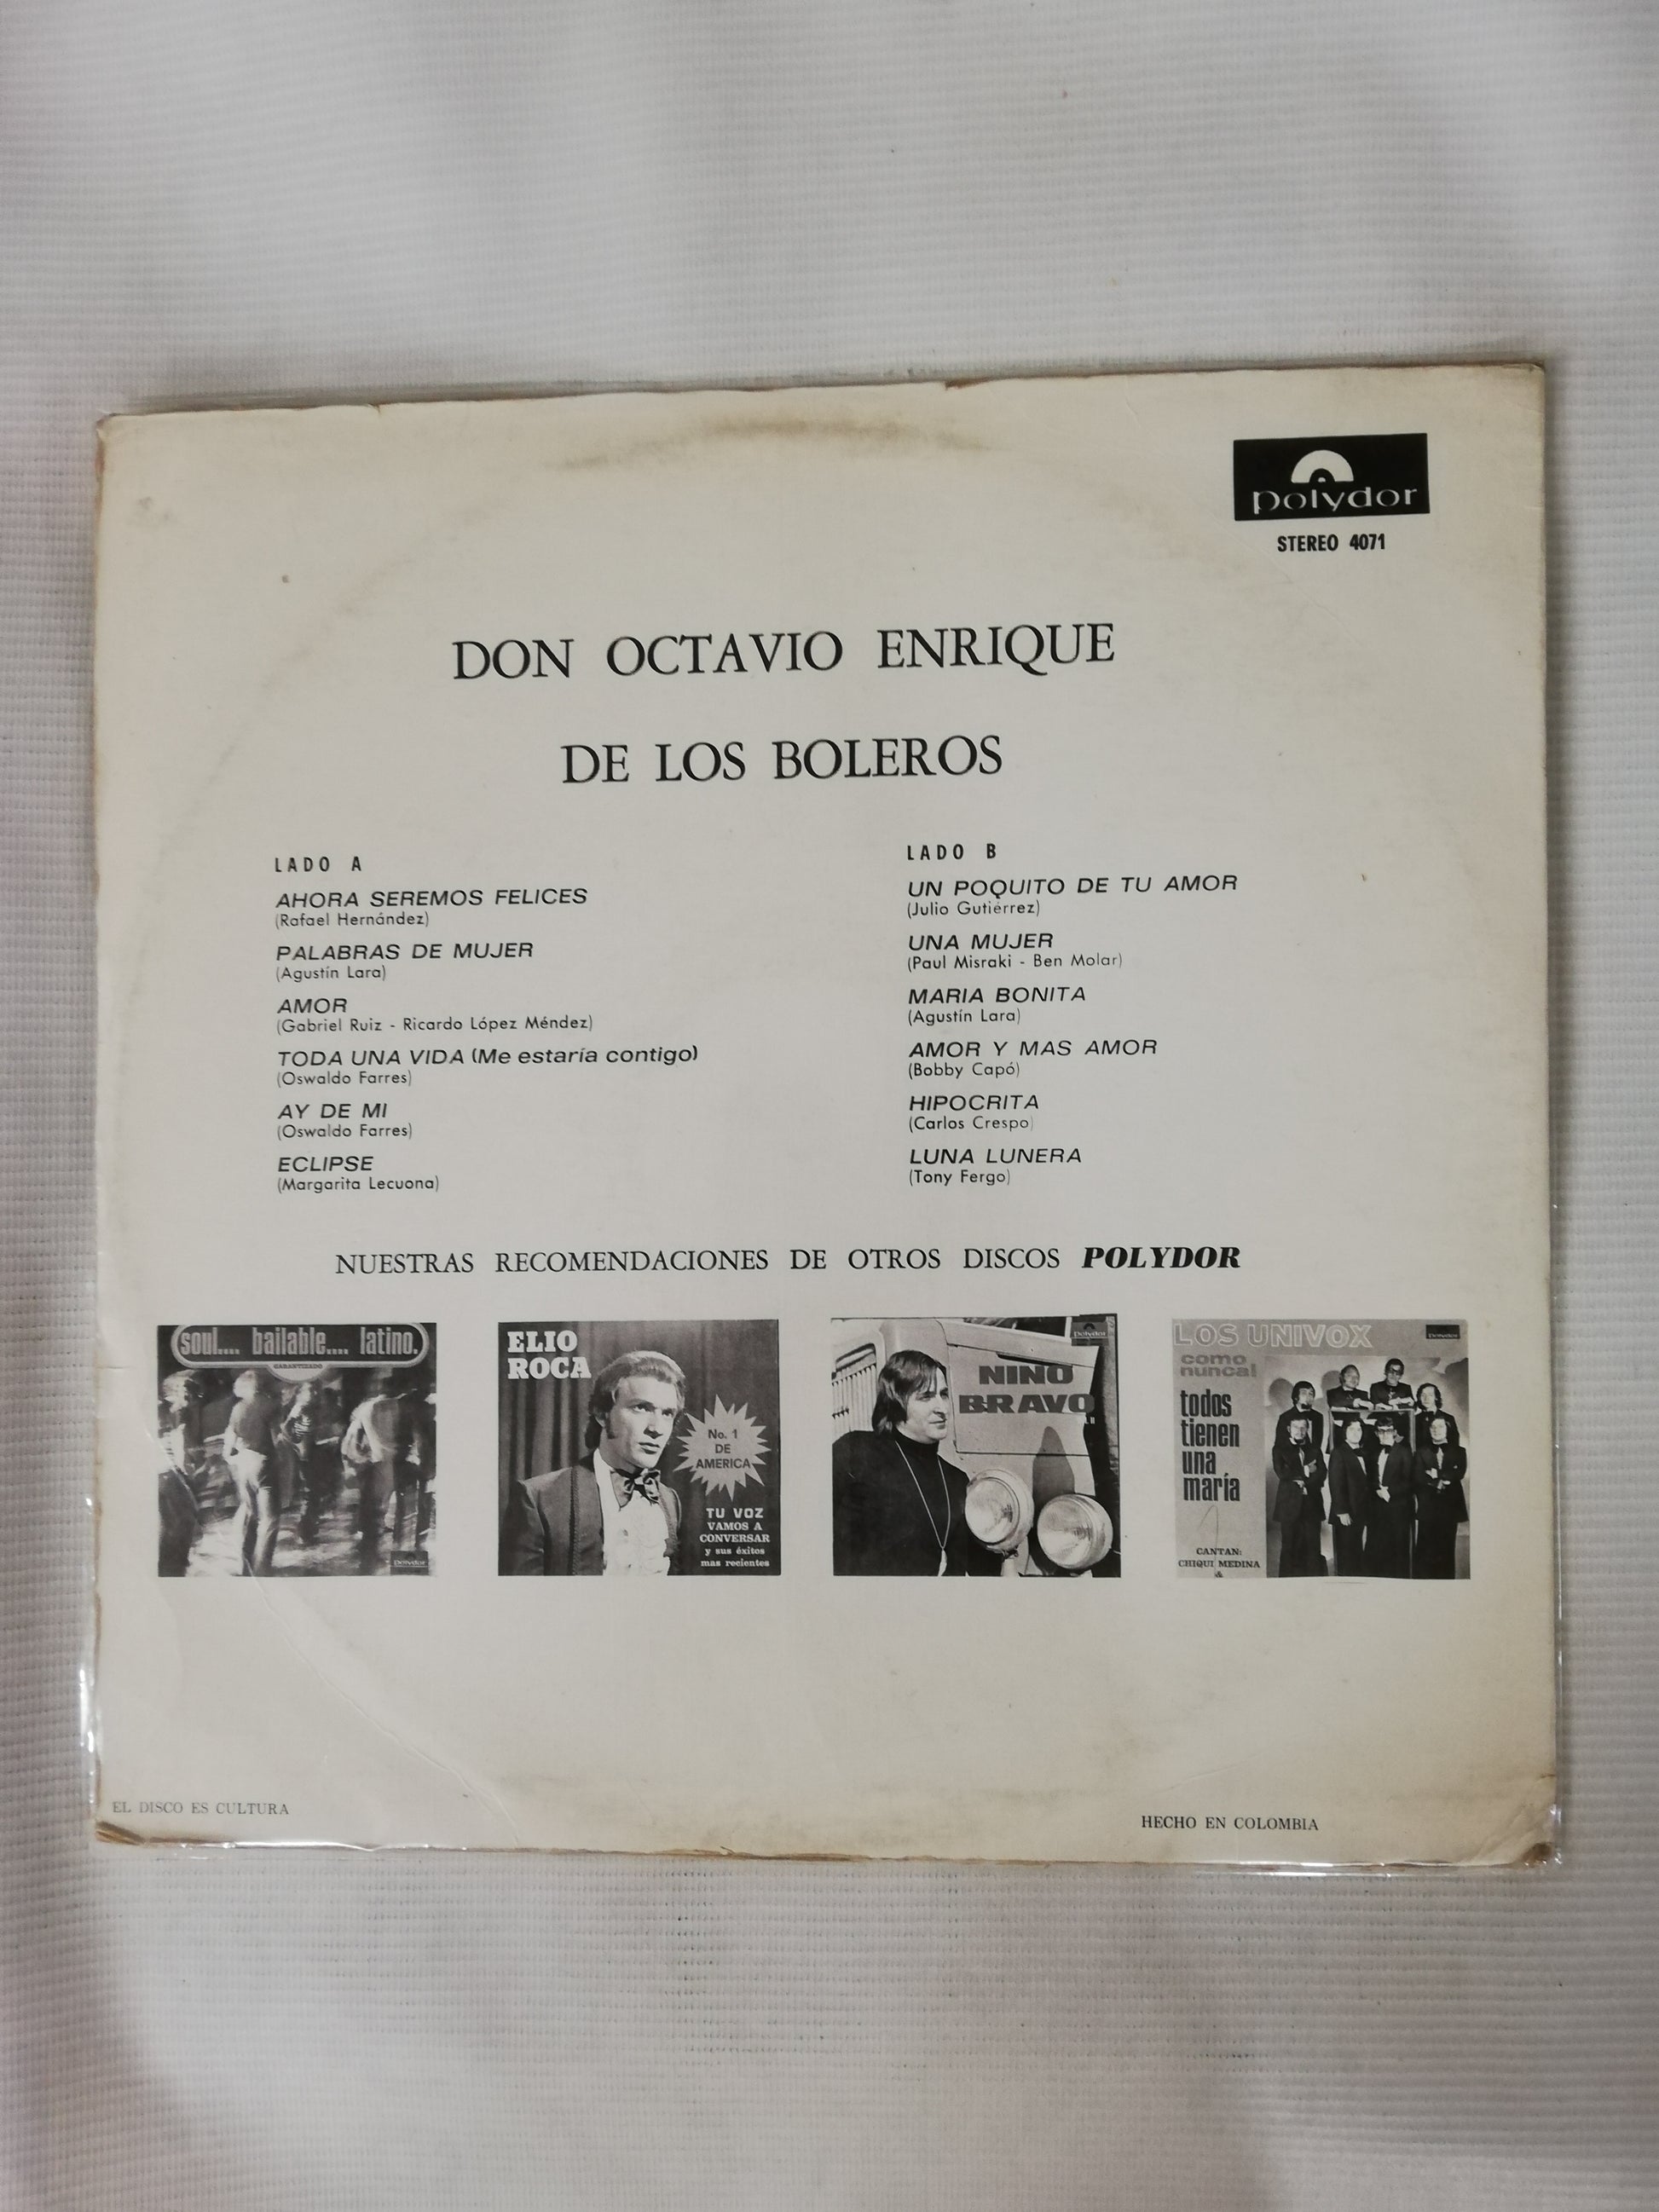 polydor
STEREO 4071
DON OCTAVIO ENRIQUE
DE LOS BOLEROS
LADO A
AHORA SEREMOS FELICES
(Rafael Hernández)
PALABRAS DE MUJER
(Agustín Lara)
AMOR
(Gabriel Ruiz - Ricardo López Méndez)
TODA UNA VIDA (Me estaría contigo)
(Oswaldo Farres)
AY DE MI
(Oswaldo Farres)
ECLIPSE
(Margarita Lecuona)
LADO B
UN POQUITO DE TU AMOR
(Julio Gutiérrez)
UNA MUJER
(Paul Misraki - Ben Molar)
MARIA BONITA
(Agustín Lara)
AMOR Y MAS AMOR
(Bobby Capó)
HIPOCRITA
(Carlos Crespo)
LUNA LUNERA
(Tony Fergo)
NUESTRAS RECOMENDACIONES DE OTROS DISCOS POLYDOR
soul.... bailable.... latino.
GARANTIZADO
polydor
ELIO
ROCA
No. 1
DE
AMERICA
TU VOZ
VAMOS A
CONVERSAR
y sus éxitos
mas recientes
polydor
NINO
BRAVO
LOS UNIVOX
polydor
como
nunca!
todos
tienen
una
maría
CANTAN:
CHIQUI MEDINA
&
EL DISCO ES CULTURA
HECHO EN COLOMBIA